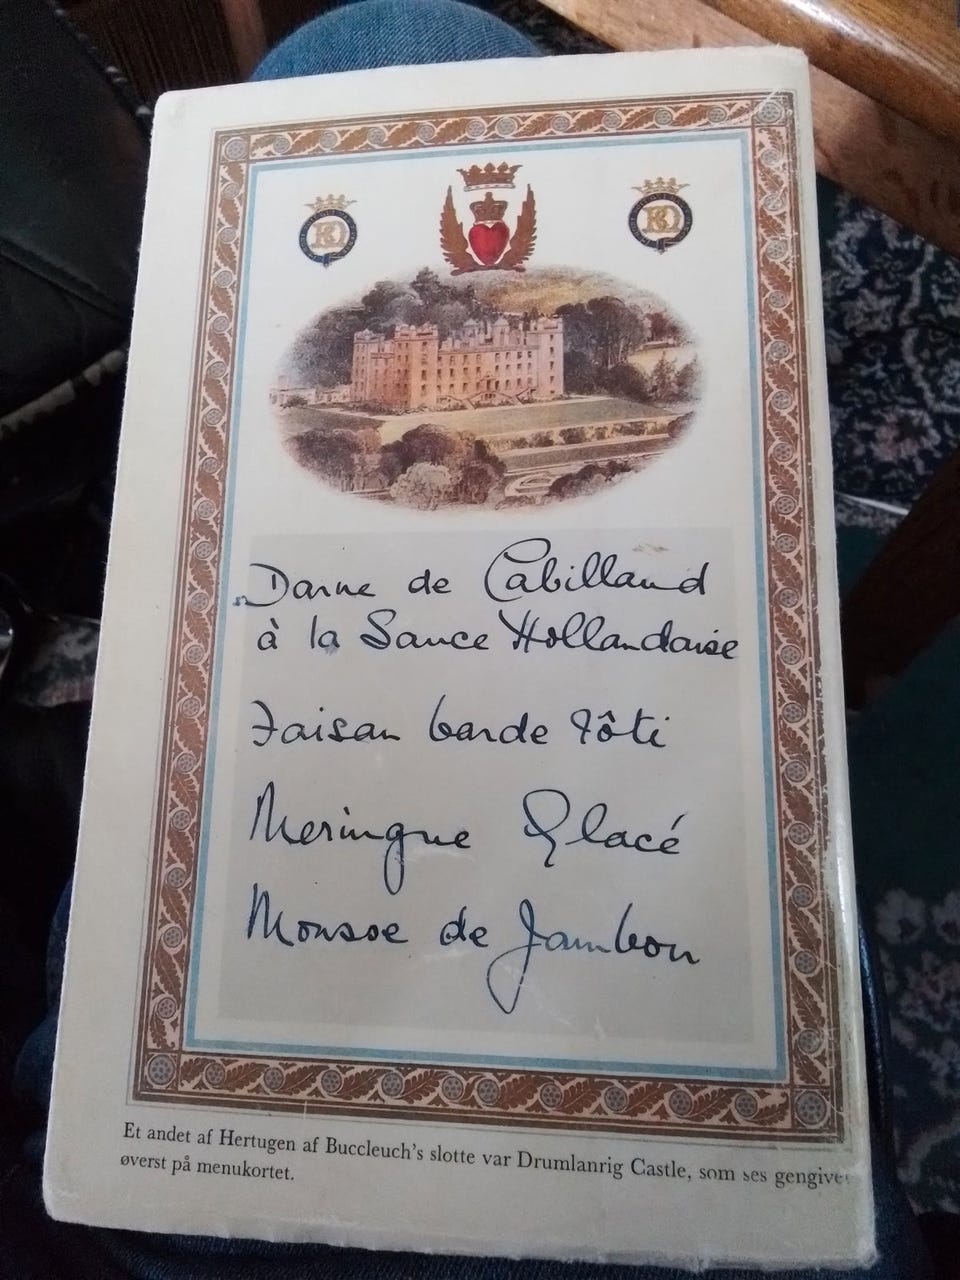 Darne de Cabillaud
à la Sauce Hollandaise
Faisan barde rôti
Meringue Glacé
Mousse de Jambon
Et andet af Hertugen af Buccleuch's slotte var Drumlanrig Castle, som ses gengivet
øverst på menukortet.